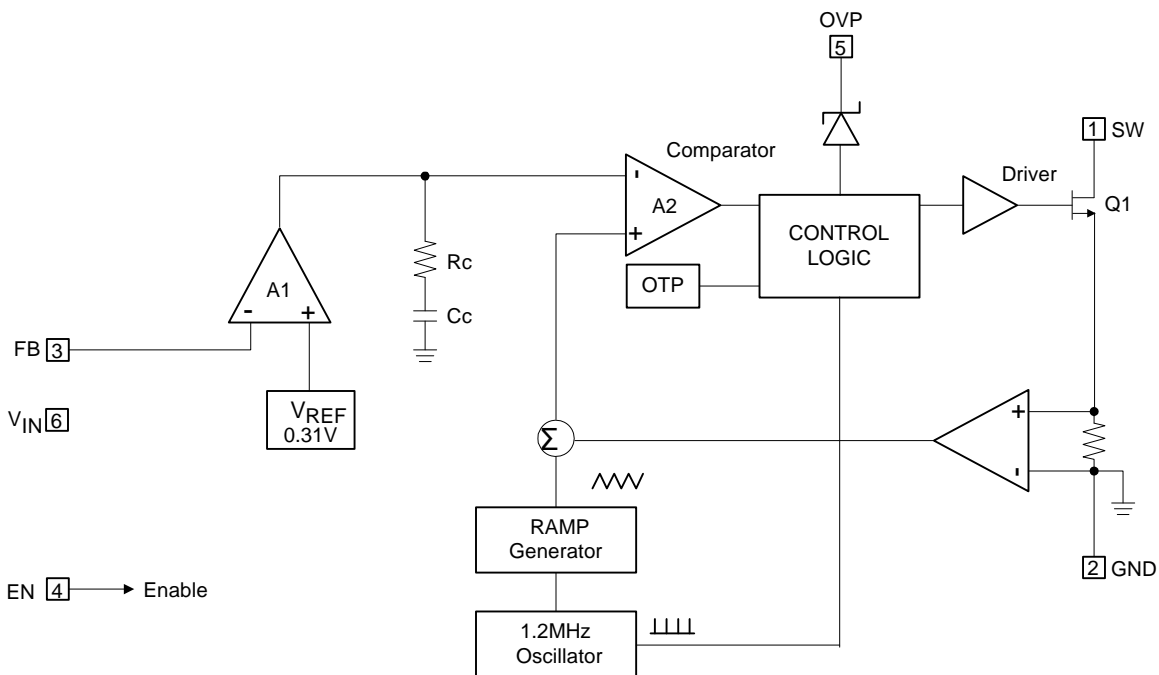 OVP
5
1 SW
Comparator
Driver
-
A2
+
Q1
CONTROL
LOGIC
OTP
Rc
Cc
A1
-
+
FB 3
VIN 6
VREF
0.31V
Σ
+
-
RAMP
Generator
2 GND
EN 4
Enable
1.2MHz
Oscillator